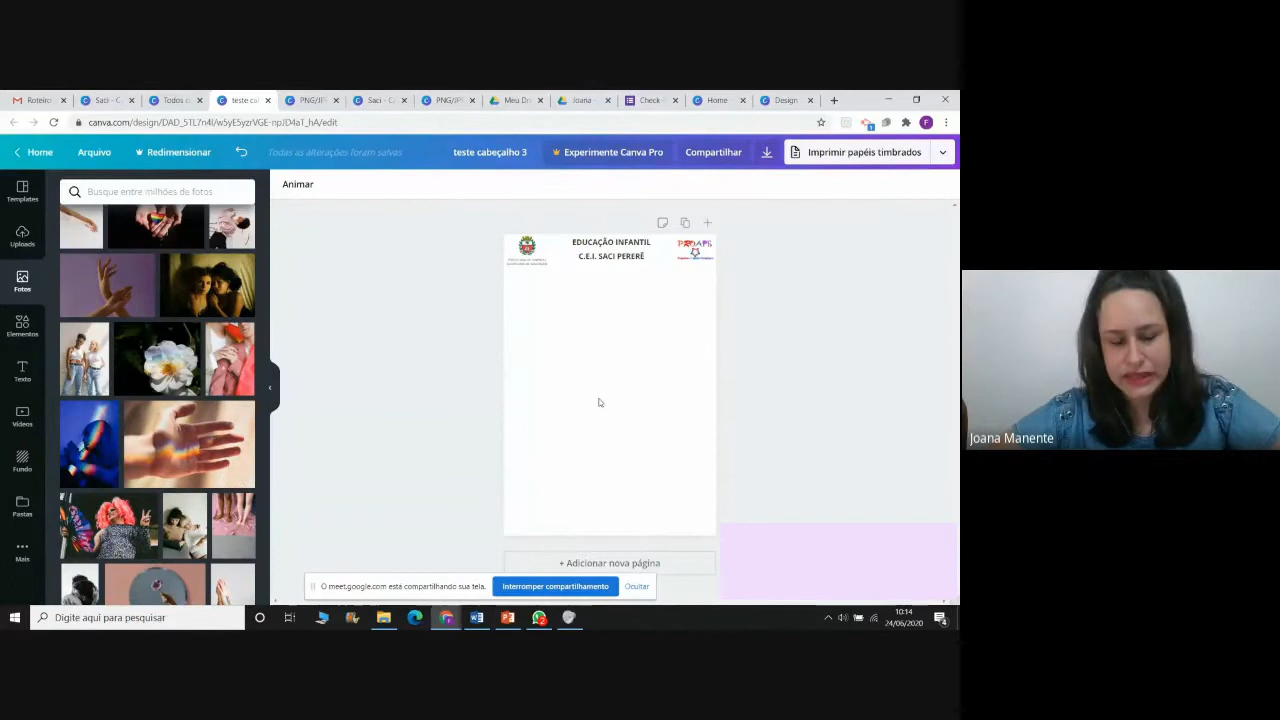 Roteiro
Saci - C
Todos o
teste cal
PNG/JP
Saci - C
PNG/JP
Meu Dr
Joana
Check-
Home
Design
canva.com/design/DAD_5TL7n4I/w5yE5yzrVGE-npJD4aT_hA/edit
Home
Arquivo
Redimensionar
Todas as alterações foram salvas
teste cabeçalho 3
Experimente Canva Pro
Compartilhar
Imprimir papéis timbrados
Templates
Busque entre milhões de fotos
Animar
Uploads
EDUCAÇÃO INFANTIL
C.E.I. SACI PERERÊ
Fotos
Elementos
Texto
Vídeos
Joana Manente
Fundo
Pastas
Mais
+ Adicionar nova página
O meet.google.com está compartilhando sua tela.
Interromper compartilhamento
Ocultar
Digite aqui para pesquisar
10:14
24/06/2020